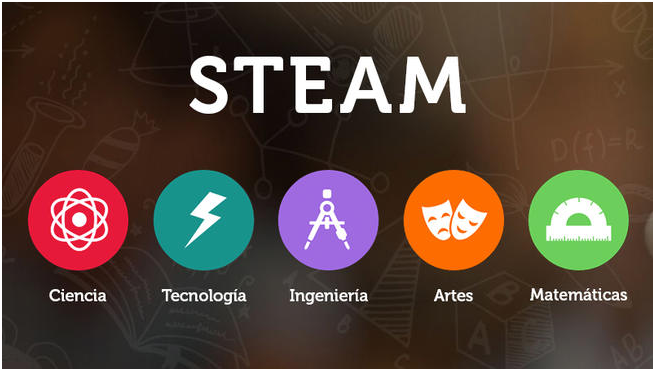 STEAM
D(f)=R
Ciencia
Tecnología
Ingeniería
Artes
Matemáticas